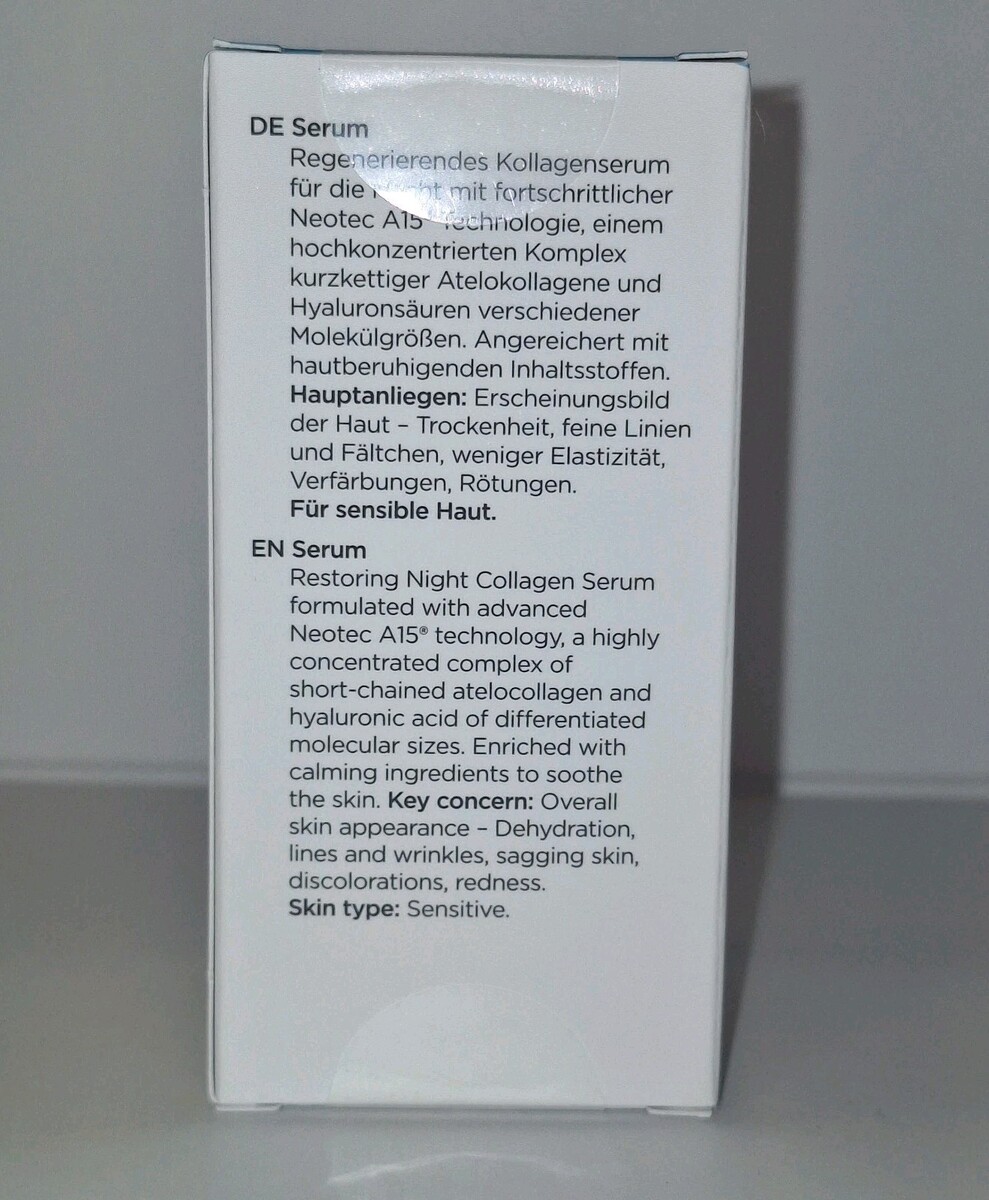 DE Serum
Regenerierendes Kollagenserum
für die Nacht mit fortschrittlicher
Neotec A15® Technologie, einem
hochkonzentrierten Komplex
kurzkettiger Atelokollagene und
Hyaluronsäuren verschiedener
Molekülgrößen. Angereichert mit
hautberuhigenden Inhaltsstoffen.
Hauptanliegen: Erscheinungsbild
der Haut – Trockenheit, feine Linien
und Fältchen, weniger Elastizität,
Verfärbungen, Rötungen.
Für sensible Haut.
EN Serum
Restoring Night Collagen Serum
formulated with advanced
Neotec A15® technology, a highly
concentrated complex of
short-chained atelocollagen and
hyaluronic acid of differentiated
molecular sizes. Enriched with
calming ingredients to soothe
the skin. Key concern: Overall
skin appearance – Dehydration,
lines and wrinkles, sagging skin,
discolorations, redness.
Skin type: Sensitive.